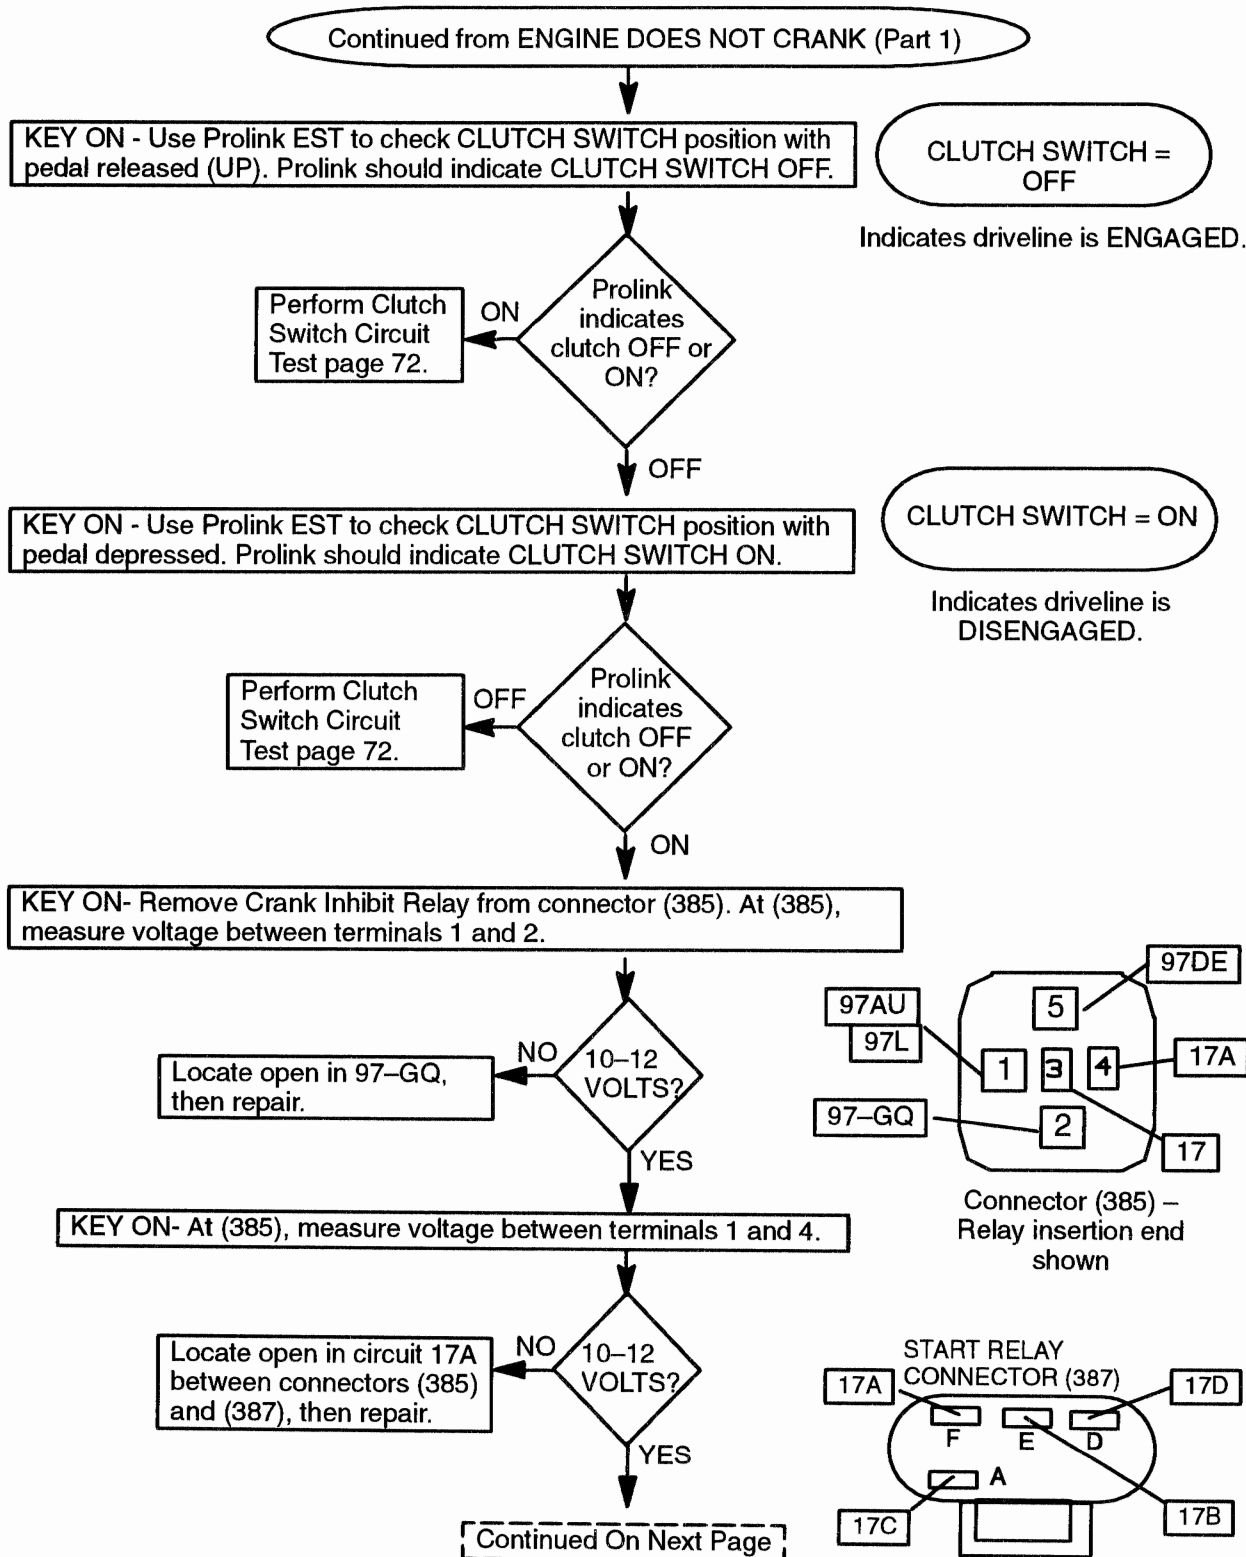 Continued from ENGINE DOES NOT CRANK (Part 1)
KEY ON - Use Prolink EST to check CLUTCH SWITCH position with
pedal released (UP). Prolink should indicate CLUTCH SWITCH OFF.
CLUTCH SWITCH =
OFF
Indicates driveline is ENGAGED.
Prolink
indicates
clutch OFF or
ON?
ON
Perform Clutch
Switch Circuit
Test page 72.
OFF
KEY ON - Use Prolink EST to check CLUTCH SWITCH position with
pedal depressed. Prolink should indicate CLUTCH SWITCH ON.
CLUTCH SWITCH = ON
Indicates driveline is
DISENGAGED.
Prolink
indicates
clutch OFF
or ON?
OFF
Perform Clutch
Switch Circuit
Test page 72.
ON
KEY ON- Remove Crank Inhibit Relay from connector (385). At (385),
measure voltage between terminals 1 and 2.
10–12
VOLTS?
NO
Locate open in 97–GQ,
then repair.
YES
97DE
97AU
97L
5
1
3
4
17A
97–GQ
2
17
Connector (385) –
Relay insertion end
shown
KEY ON- At (385), measure voltage between terminals 1 and 4.
10–12
VOLTS?
NO
Locate open in circuit 17A
between connectors (385)
and (387), then repair.
YES
START RELAY
CONNECTOR (387)
17A
17D
F
E
D
A
17C
17B
Continued On Next Page